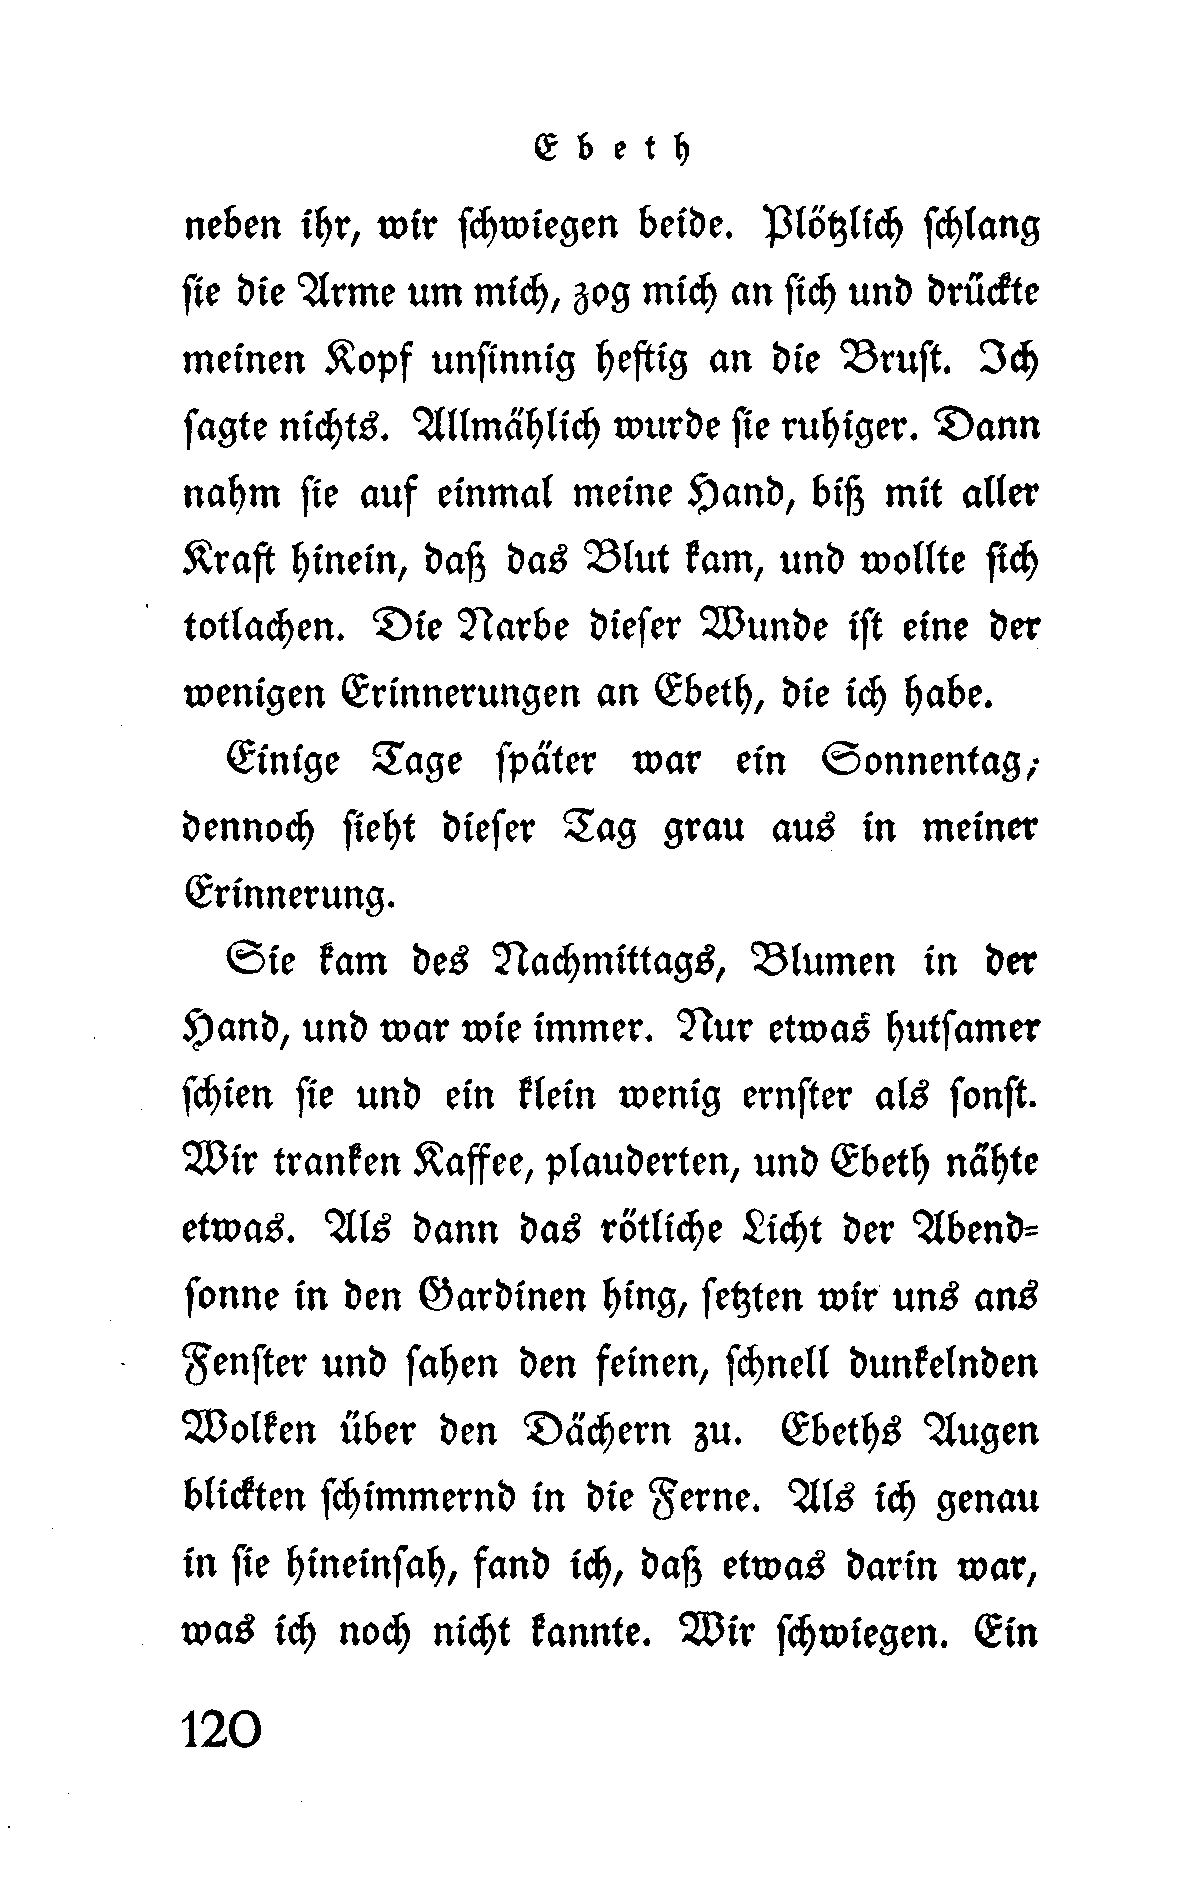 Ebeth
neben ihr, wir schwiegen beide. Plötzlich schlang
sie die Arme um mich, zog mich an sich und drückte
meinen Kopf unsinnig heftig an die Brust. Ich
sagte nichts. Allmählich wurde sie ruhiger. Dann
nahm sie auf einmal meine Hand, biß mit aller
Kraft hinein, daß das Blut kam, und wollte sich
totlachen. Die Narbe dieser Wunde ist eine der
wenigen Erinnerungen an Ebeth, die ich habe.
Einige Tage später war ein Sonnentag;
dennoch sieht dieser Tag grau aus in meiner
Erinnerung.
Sie kam des Nachmittags, Blumen in der
Hand, und war wie immer. Nur etwas hutsamer
schien sie und ein klein wenig ernster als sonst.
Wir tranken Kaffee, plauderten, und Ebeth nähte
etwas. Als dann das rötliche Licht der Abend-
sonne in den Gardinen hing, setzten wir uns ans
Fenster und sahen den feinen, schnell dunkelnden
Wolken über den Dächern zu. Ebeths Augen
blickten schimmernd in die Ferne. Als ich genau
in sie hineinsah, fand ich, daß etwas darin war,
was ich noch nicht kannte. Wir schwiegen. Ein
120